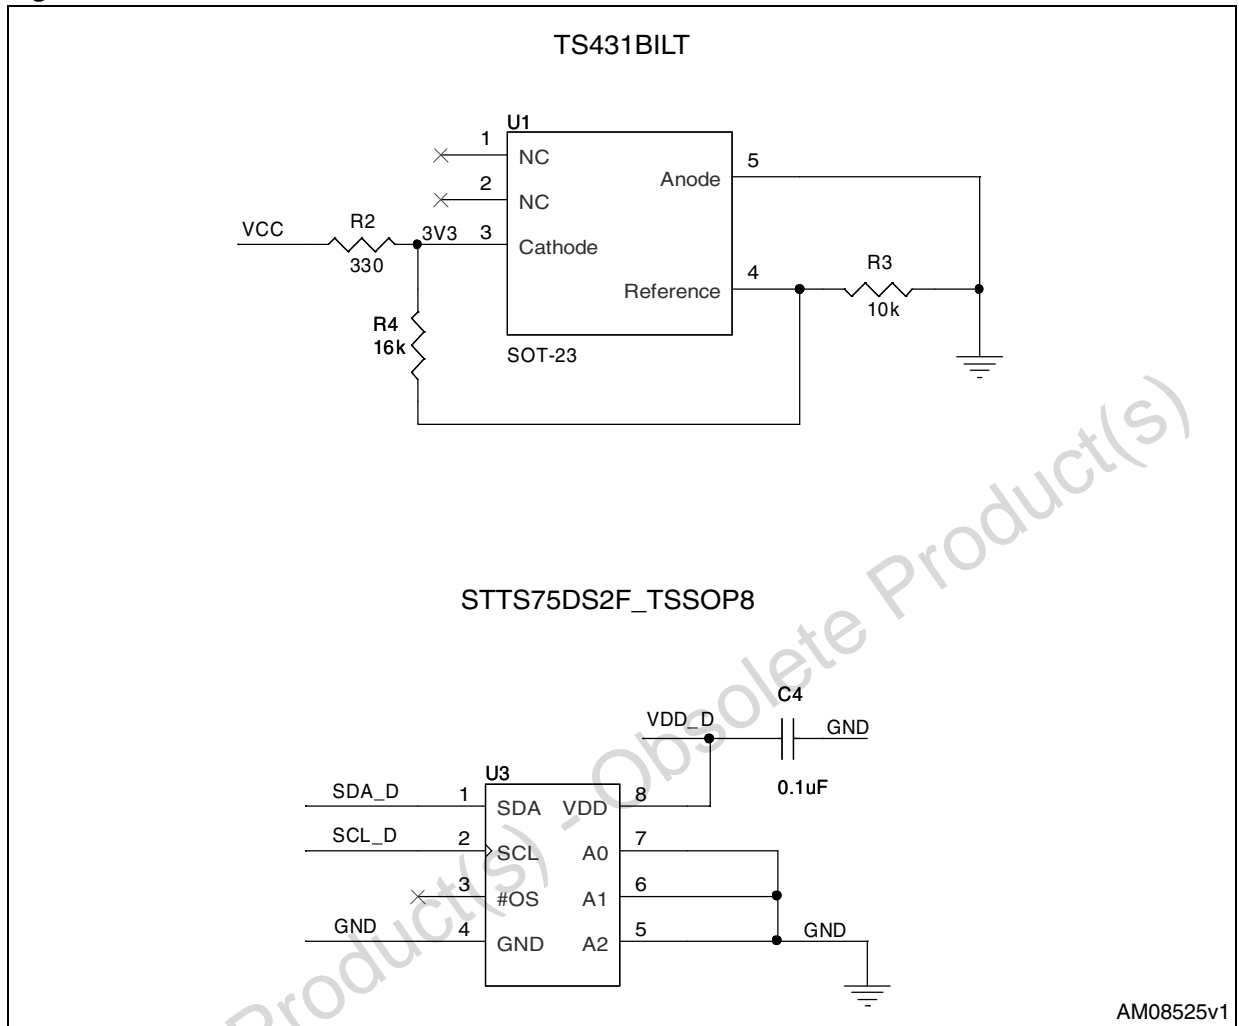 TS431BILT
U1
1
NC
5
Anode
2
NC
VCC
R2
330
3V3
3
Cathode
4
Reference
R3
10k
R4
16k
SOT-23
STTS75DS2F_TSSOP8
C4
VDD_D
GND
0.1uF
U3
SDA_D
1
SDA
VDD
8
SCL_D
2
SCL
A0
7
3
#OS
A1
6
GND
4
GND
A2
5
GND
Product(s) - Obsolete Product(s)
AM08525v1